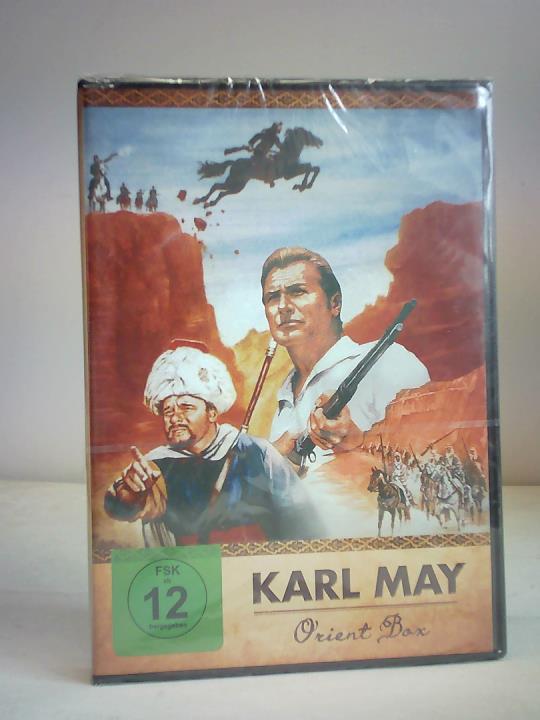 FSK
ab
12
freigegeben
KARL MAY
Orient Box